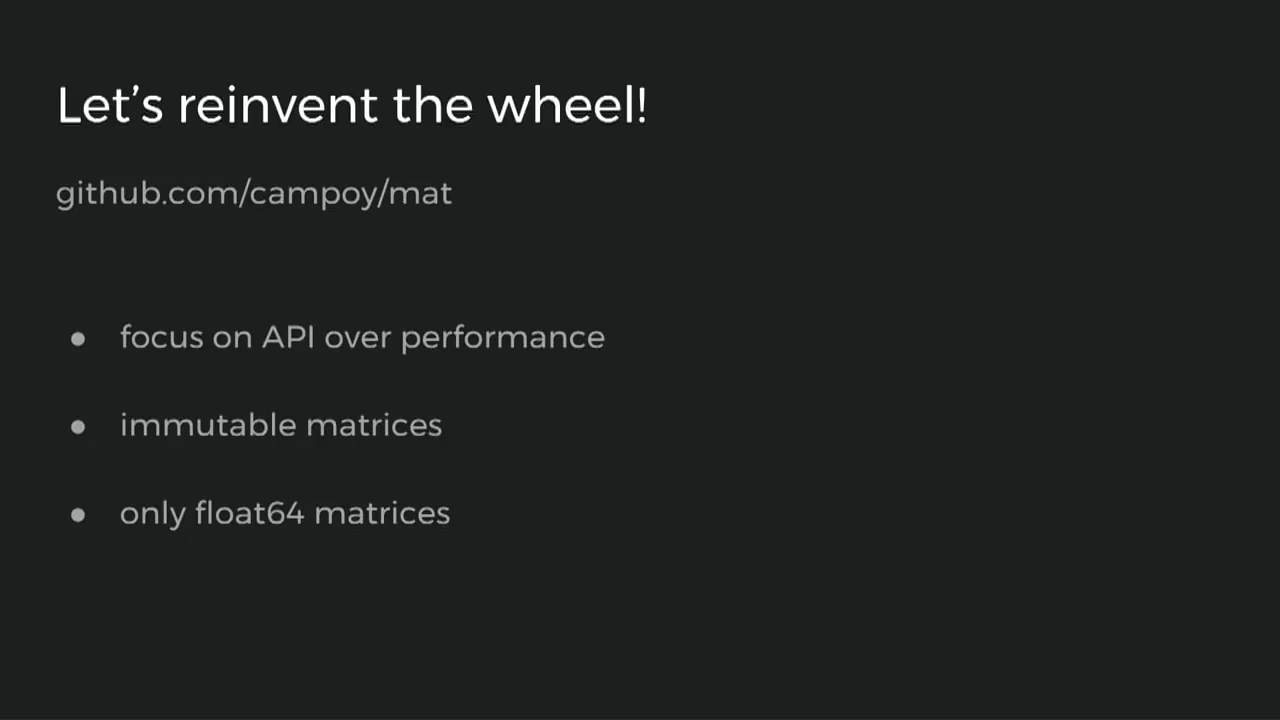 Let's reinvent the wheel!
github.com/campoy/mat
● focus on API over performance
● immutable matrices
● only float64 matrices